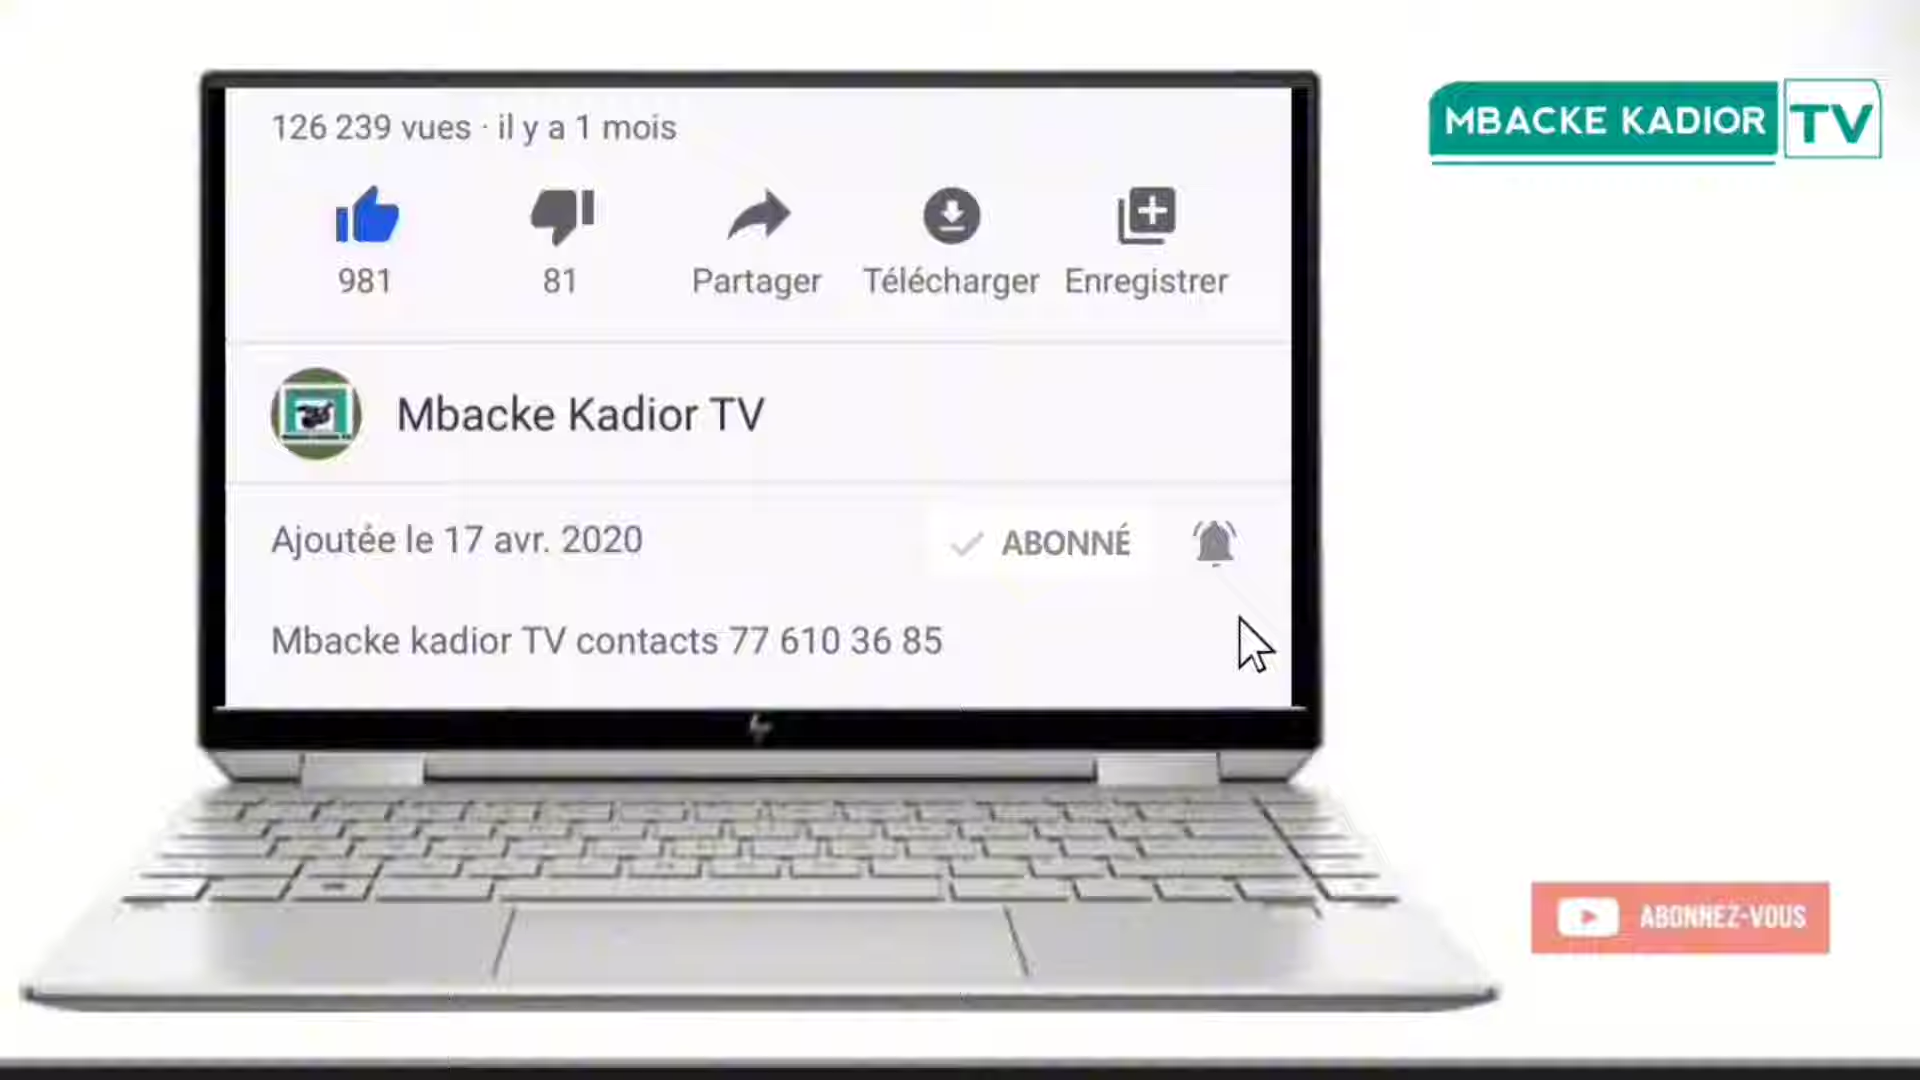 126 239 vues · il y a 1 mois
981
81
Partager
Télécharger
Enregistrer
Mbacke Kadior TV
Ajoutée le 17 avr. 2020
ABONNÉ
Mbacke kadior TV contacts 77 610 36 85
MBACKE KADIOR TV
ABONNEZ-VOUS